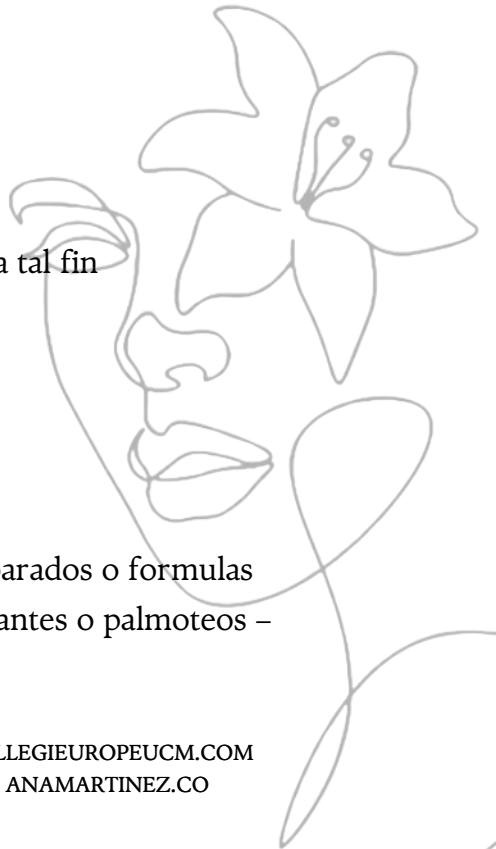 a tal fin
parados o formulas
antes o palmoteos –
LLEGIEUROPEUCM.COM
ANAMARTINEZ.CO